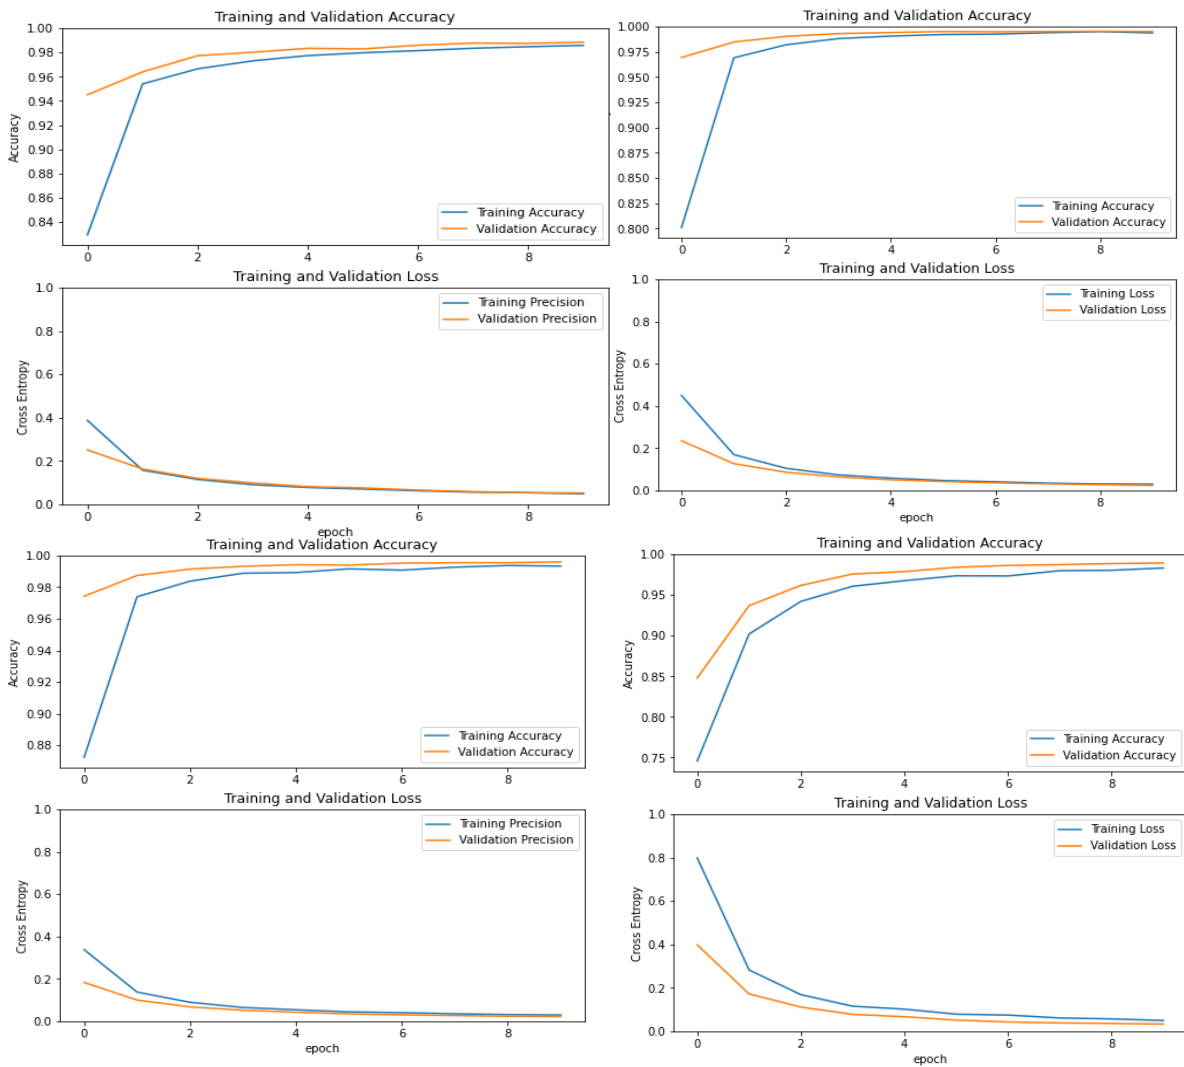 Training and Validation Accuracy
Accuracy
1.00
0.98
0.96
0.94
0.92
0.90
0.88
0.86
0.84
0 2 4 6 8
Training Accuracy
Validation Accuracy
Training and Validation Accuracy
1.000
0.975
0.950
0.925
0.900
0.875
0.850
0.825
0.800
0 2 4 6 8
Training Accuracy
Validation Accuracy
Training and Validation Loss
Cross Entropy
1.0
0.8
0.6
0.4
0.2
0.0
0 2 4 6 8
epoch
Training Precision
Validation Precision
Training and Validation Loss
Cross Entropy
1.0
0.8
0.6
0.4
0.2
0.0
0 2 4 6 8
epoch
Training Loss
Validation Loss
Training and Validation Accuracy
Accuracy
1.00
0.98
0.96
0.94
0.92
0.90
0.88
0 2 4 6 8
Training Accuracy
Validation Accuracy
Training and Validation Accuracy
Accuracy
1.00
0.95
0.90
0.85
0.80
0.75
0 2 4 6 8
Training Accuracy
Validation Accuracy
Training and Validation Loss
Cross Entropy
1.0
0.8
0.6
0.4
0.2
0.0
0 2 4 6 8
epoch
Training Precision
Validation Precision
Training and Validation Loss
Cross Entropy
1.0
0.8
0.6
0.4
0.2
0.0
0 2 4 6 8
epoch
Training Loss
Validation Loss